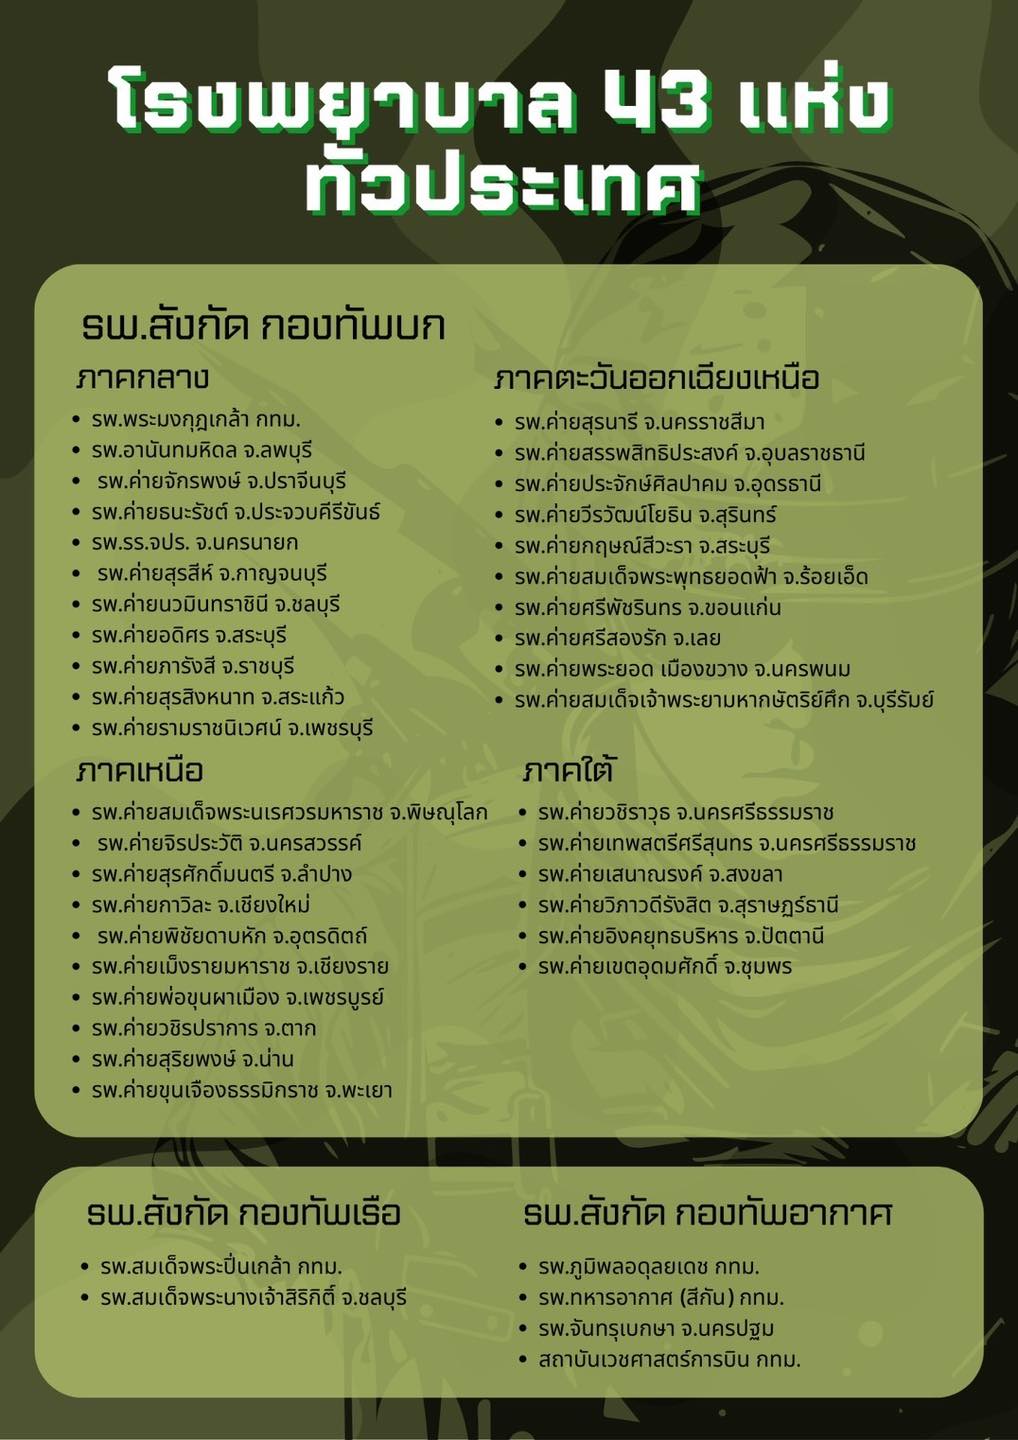 โรงพยาบาล 43 แห่ง
ทั่วประเทศ
รพ.สังกัด กองทัพบก
ภาคกลาง
• รพ.พระมงกุฎเกล้า กทม.
• รพ.อานันทมหิดล จ.ลพบุรี
• รพ.ค่ายจักรพงษ์ จ.ปราจีนบุรี
• รพ.ค่ายธนะรัชต์ จ.ประจวบคีรีขันธ์
• รพ.รร.จปร. จ.นครนายก
• รพ.ค่ายสุรสีห์ จ.กาญจนบุรี
• รพ.ค่ายนวมินทราชินี จ.ชลบุรี
• รพ.ค่ายอดิศร จ.สระบุรี
• รพ.ค่ายภาณุรังสี จ.ราชบุรี
• รพ.ค่ายสุรสิงหนาท จ.สระแก้ว
• รพ.ค่ายรามราชนิเวศน์ จ.เพชรบุรี
ภาคตะวันออกเฉียงเหนือ
• รพ.ค่ายสุรนารี จ.นครราชสีมา
• รพ.ค่ายสรรพสิทธิประสงค์ จ.อุบลราชธานี
• รพ.ค่ายประจักษ์ศิลปาคม จ.อุดรธานี
• รพ.ค่ายวีรวัฒน์โยธิน จ.สุรินทร์
• รพ.ค่ายกฤษณ์สีวะรา จ.สระบุรี
• รพ.ค่ายสมเด็จพระพุทธยอดฟ้า จ.ร้อยเอ็ด
• รพ.ค่ายศรีพัชรินทร จ.ขอนแก่น
• รพ.ค่ายศรีสองรัก จ.เลย
• รพ.ค่ายพระยอด เมืองขวาง จ.นครพนม
• รพ.ค่ายสมเด็จเจ้าพระยามหากษัตริย์ศึก จ.บุรีรัมย์
ภาคเหนือ
• รพ.ค่ายสมเด็จพระนเรศวรมหาราช จ.พิษณุโลก
• รพ.ค่ายจิรประวัติ จ.นครสวรรค์
• รพ.ค่ายสุรศักดิ์มนตรี จ.ลำปาง
• รพ.ค่ายกาวิละ จ.เชียงใหม่
• รพ.ค่ายพิชัยดาบหัก จ.อุตรดิตถ์
• รพ.ค่ายเม็งรายมหาราช จ.เชียงราย
• รพ.ค่ายพ่อขุนผาเมือง จ.เพชรบูรย์
• รพ.ค่ายวชิรปราการ จ.ตาก
• รพ.ค่ายสุริยพงษ์ จ.น่าน
• รพ.ค่ายขุนเจืองธรรมิกราช จ.พะเยา
ภาคใต้
• รพ.ค่ายวชิราวุธ จ.นครศรีธรรมราช
• รพ.ค่ายเทพสตรีศรีสุนทร จ.นครศรีธรรมราช
• รพ.ค่ายเสนาณรงค์ จ.สงขลา
• รพ.ค่ายวิภาวดีรังสิต จ.สุราษฏร์ธานี
• รพ.ค่ายอิงคยุทธบริหาร จ.ปัตตานี
• รพ.ค่ายเขตอุดมศักดิ์ จ.ชุมพร
รพ.สังกัด กองทัพเรือ
• รพ.สมเด็จพระปิ่นเกล้า กทม.
• รพ.สมเด็จพระนางเจ้าสิริกิติ์ จ.ชลบุรี
รพ.สังกัด กองทัพอากาศ
• รพ.ภูมิพลอดุลยเดช กทม.
• รพ.ทหารอากาศ (สีกัน) กทม.
• รพ.จันทรุเบกษา จ.นครปฐม
• สถาบันเวชศาสตร์การบิน กทม.